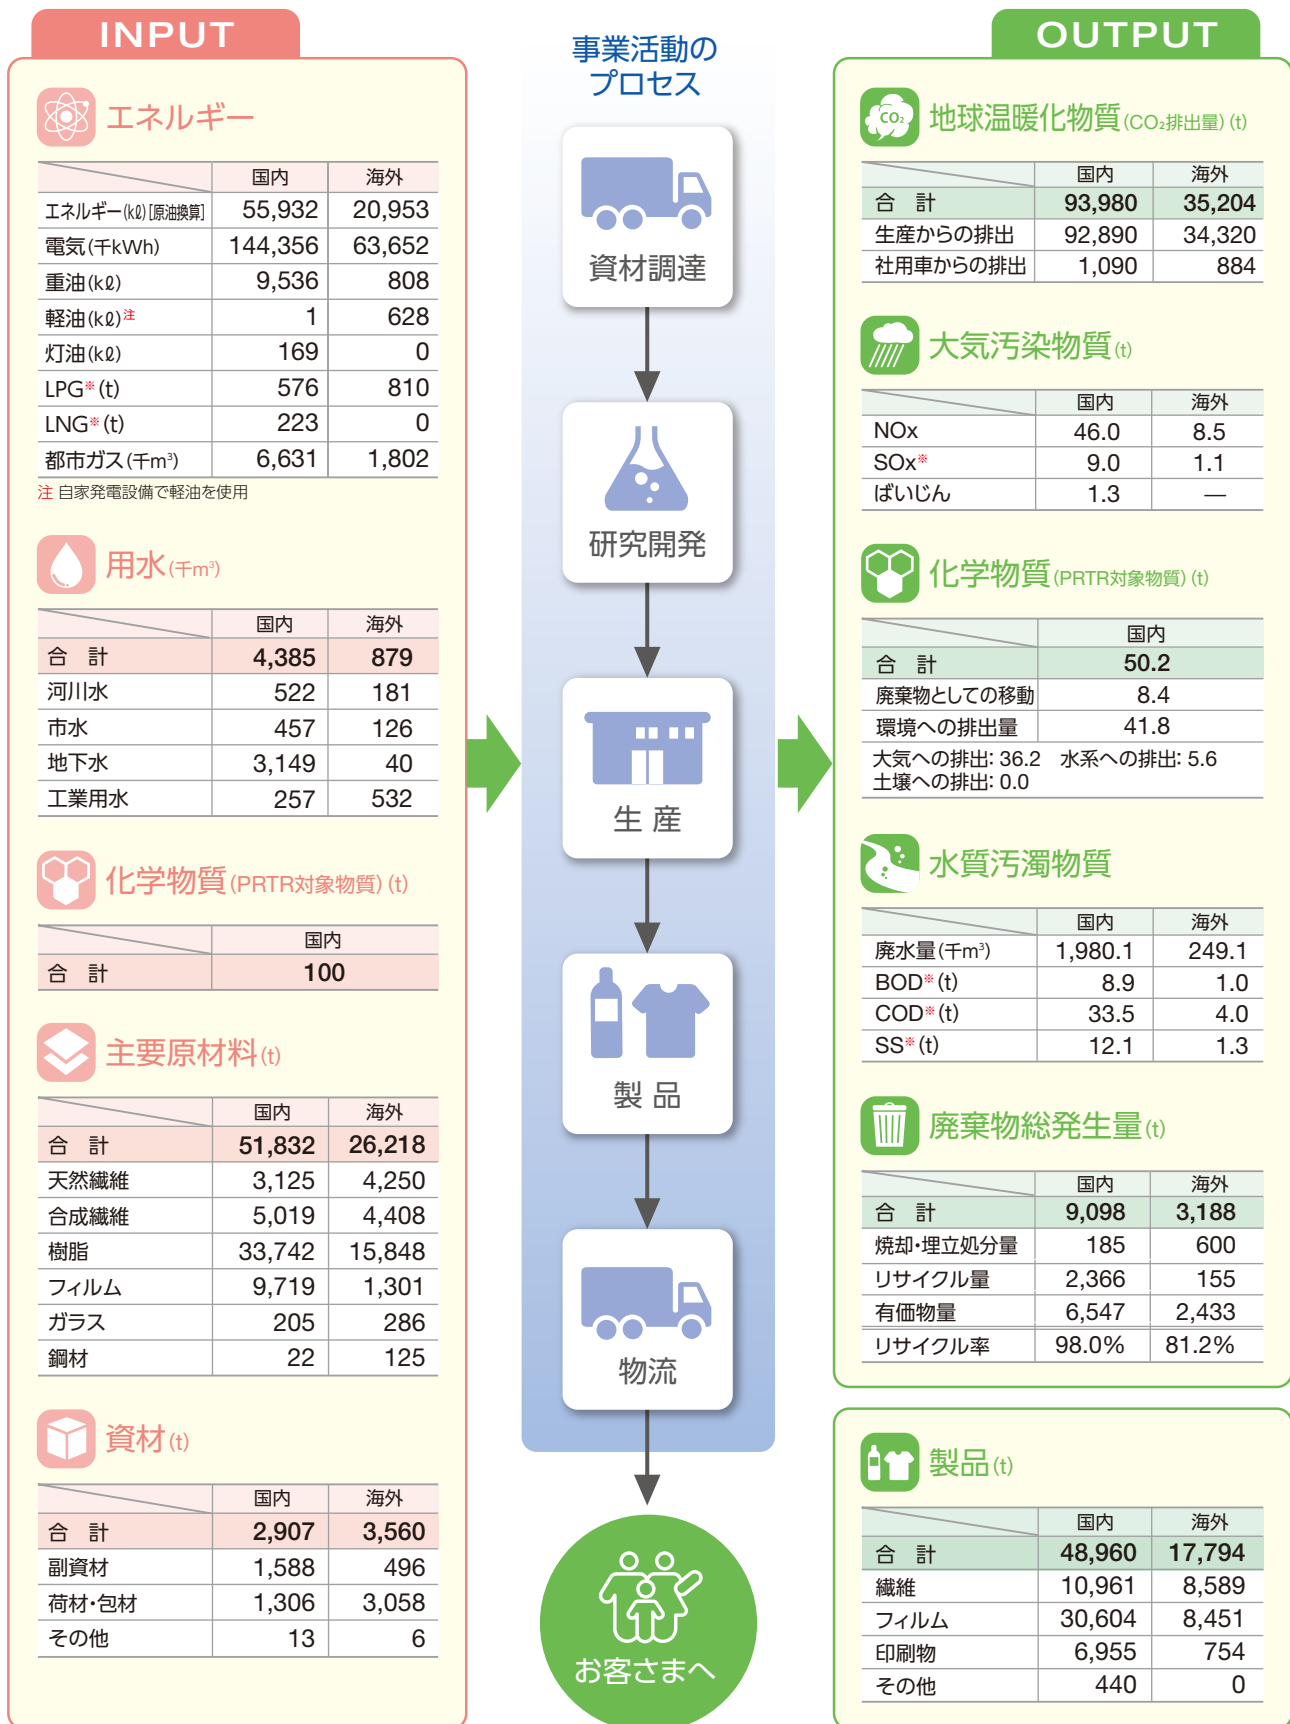 INPUT
エネルギー
国内 海外
エネルギー(kℓ)[原油換算] 55,932 20,953
電気(千kWh) 144,356 63,652
重油(kℓ) 9,536 808
軽油(kℓ)注 1 628
灯油(kℓ) 169 0
LPG※(t) 576 810
LNG※(t) 223 0
都市ガス(千m³) 6,631 1,802
注 自家発電設備で軽油を使用
用水(千m³)
国内 海外
合 計 4,385 879
河川水 522 181
市水 457 126
地下水 3,149 40
工業用水 257 532
化学物質(PRTR対象物質)(t)
国内
合 計 100
主要原材料(t)
国内 海外
合 計 51,832 26,218
天然繊維 3,125 4,250
合成繊維 5,019 4,408
樹脂 33,742 15,848
フィルム 9,719 1,301
ガラス 205 286
鋼材 22 125
資材(t)
国内 海外
合 計 2,907 3,560
副資材 1,588 496
荷材・包材 1,306 3,058
その他 13 6
事業活動の
プロセス
資材調達
研究開発
生 産
製 品
物流
お客さまへ
OUTPUT
地球温暖化物質(CO₂排出量)(t)
CO₂
国内 海外
合 計 93,980 35,204
生産からの排出 92,890 34,320
社用車からの排出 1,090 884
大気汚染物質(t)
国内 海外
NOx 46.0 8.5
SOx※ 9.0 1.1
ばいじん 1.3 —
化学物質(PRTR対象物質)(t)
国内
合 計 50.2
廃棄物としての移動 8.4
環境への排出量 41.8
大気への排出: 36.2 水系への排出: 5.6
土壌への排出: 0.0
水質汚濁物質
国内 海外
廃水量(千m³) 1,980.1 249.1
BOD※(t) 8.9 1.0
COD※(t) 33.5 4.0
SS※(t) 12.1 1.3
廃棄物総発生量(t)
国内 海外
合 計 9,098 3,188
焼却・埋立処分量 185 600
リサイクル量 2,366 155
有価物量 6,547 2,433
リサイクル率 98.0% 81.2%
製品(t)
国内 海外
合 計 48,960 17,794
繊維 10,961 8,589
フィルム 30,604 8,451
印刷物 6,955 754
その他 440 0